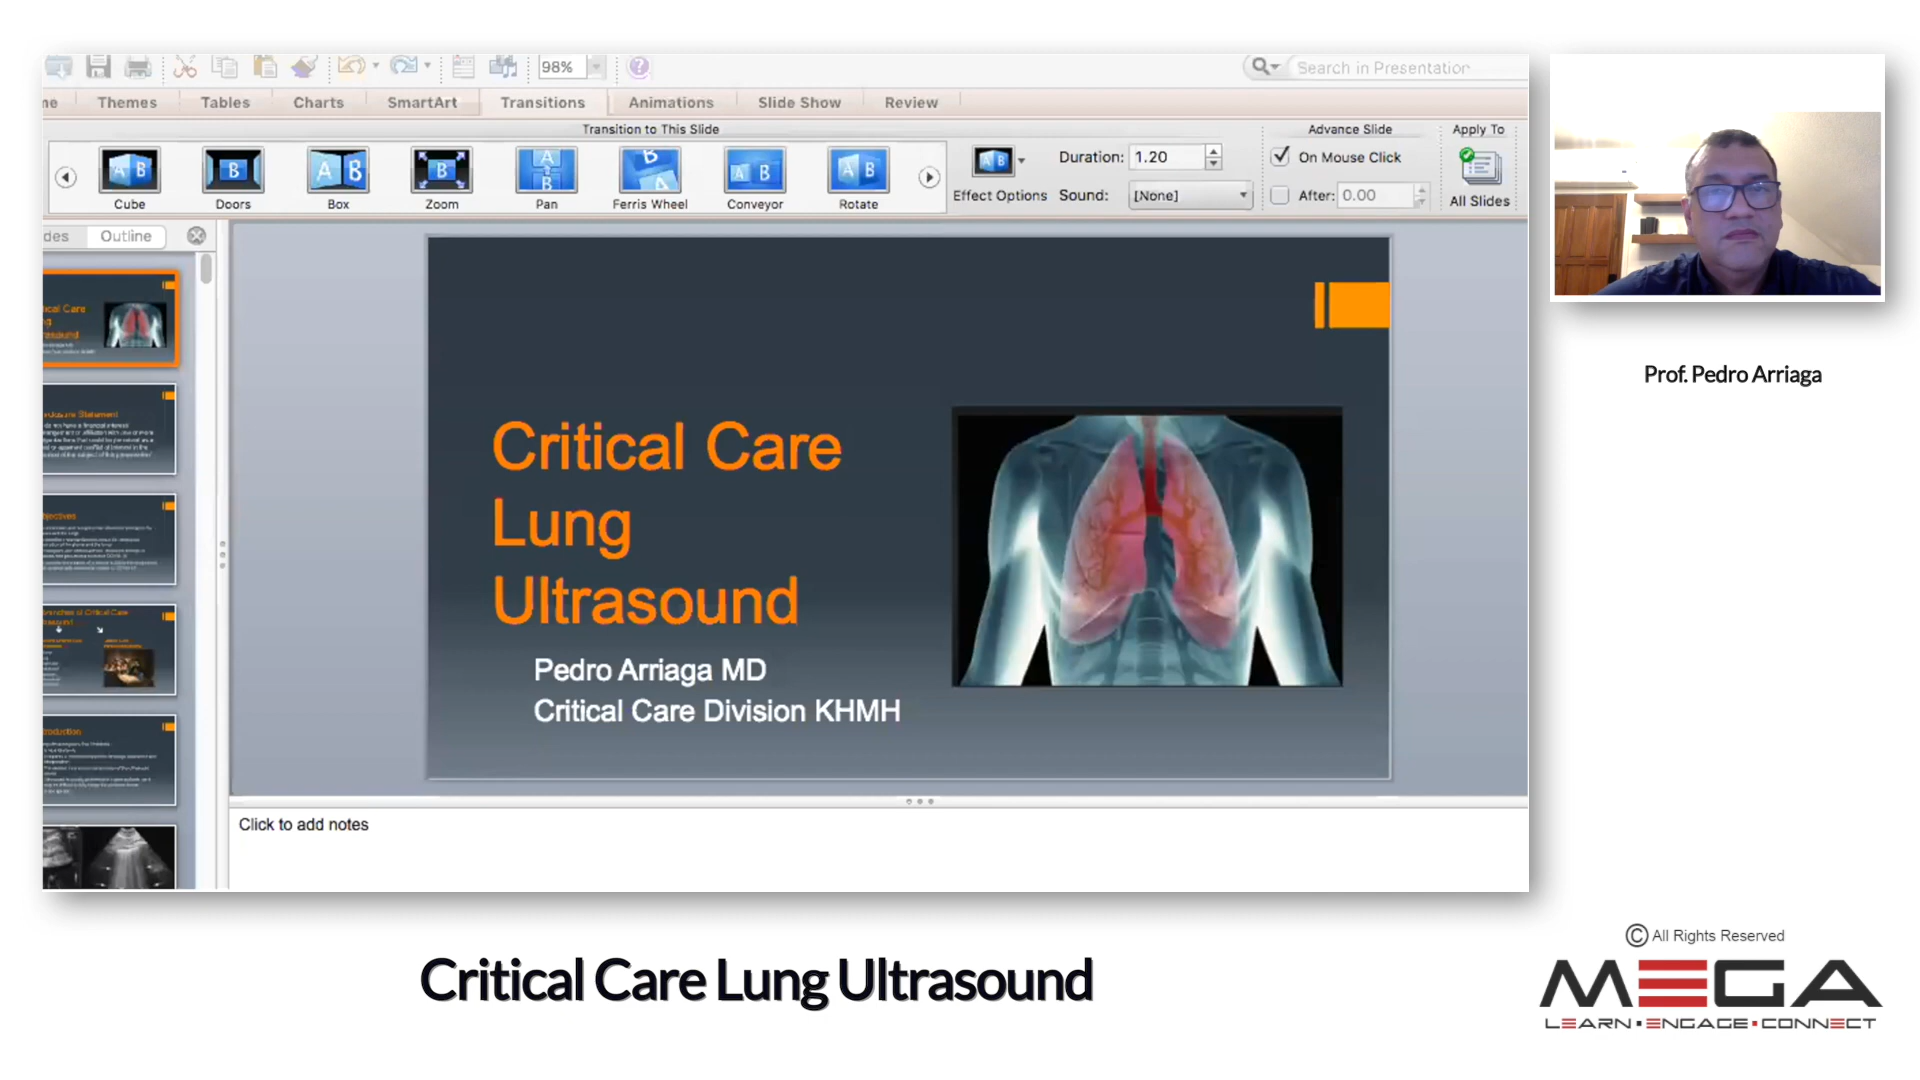 98%
Search in Presentation
Themes
Tables
Charts
SmartArt
Transitions
Animations
Slide Show
Review
Transition to This Slide
Advance Slide
Apply To
Cube
Doors
Box
Zoom
Pan
Ferris Wheel
Conveyor
Rotate
Effect Options
Duration: 1.20
Sound: [None]
On Mouse Click
After: 0.00
All Slides
Outline
Critical Care
Lung
Ultrasound
Pedro Arriaga MD
Critical Care Division KHMH
Click to add notes
Prof. Pedro Arriaga
Critical Care Lung Ultrasound
© All Rights Reserved
MEGA
LEARN•ENGAGE•CONNECT